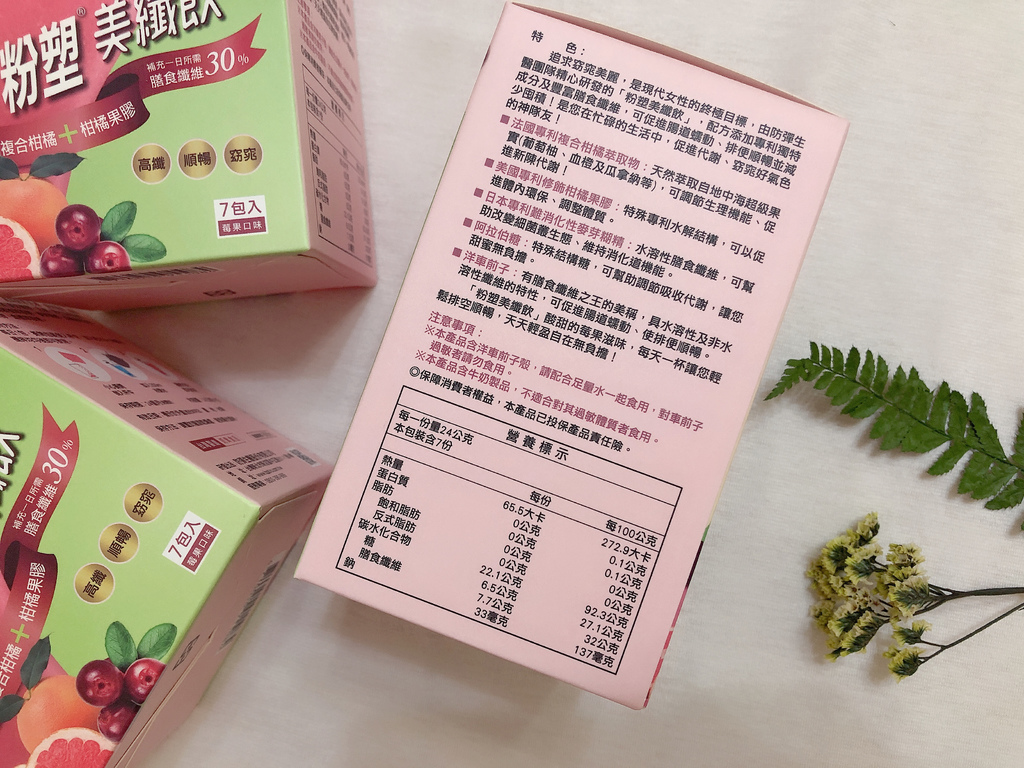 粉塑® 美纖飲
補充一日所需
膳食纖維30%
複合柑橘+柑橘果膠
高纖 順暢 窈窕
7包入
莓果口味
補充一日所需
膳食纖維30%
複合柑橘+柑橘果膠
高纖 順暢 窈窕
7包入
莓果口味
特 色：
追求窈窕美麗，是現代女性的終極目標，由防彈生
醫團隊精心研發的「粉塑美纖飲」，配方添加專利獨特
成分及豐富膳食纖維，可促進腸道蠕動、排便順暢並減
少囤積！是您在忙碌的生活中，促進代謝、窈窕好氣色
的神隊友！
■法國專利複合柑橘萃取物：天然萃取自地中海超級果
實(葡萄柚、血橙及瓜拿納等)，可調節生理機能、促
進新陳代謝！
■美國專利修飾柑橘果膠：特殊專利水解結構，可以促
進體內環保、調整體質。
■日本專利難消化性麥芽糊精：水溶性膳食纖維，可幫
助改變細菌叢生態、維持消化道機能。
■阿拉伯糖：特殊結構糖，可幫助調節吸收代謝，讓您
甜蜜無負擔。
■洋車前子：有膳食纖維之王的美稱，具水溶性及非水
溶性纖維的特性，可促進腸道蠕動、使排便順暢。
「粉塑美纖飲」酸甜的莓果滋味，每天一杯讓您輕
鬆排空順暢，天天輕盈自在無負擔！
注意事項：
※本產品含洋車前子殼，請配合足量水一起食用，對車前子
過敏者請勿食用。
※本產品含牛奶製品，不適合對其過敏體質者食用。
◎保障消費者權益，本產品已投保產品責任險。
營養標示
每一份量24公克
本包裝含7份
每份 每100公克
熱量 65.5大卡 272.9大卡
蛋白質 0公克 0.1公克
脂肪 0公克 0.1公克
飽和脂肪 0公克 0公克
反式脂肪 0公克 0公克
碳水化合物 22.1公克 92.3公克
糖 6.5公克 27.1公克
膳食纖維 7.7公克 32公克
鈉 33毫克 137毫克